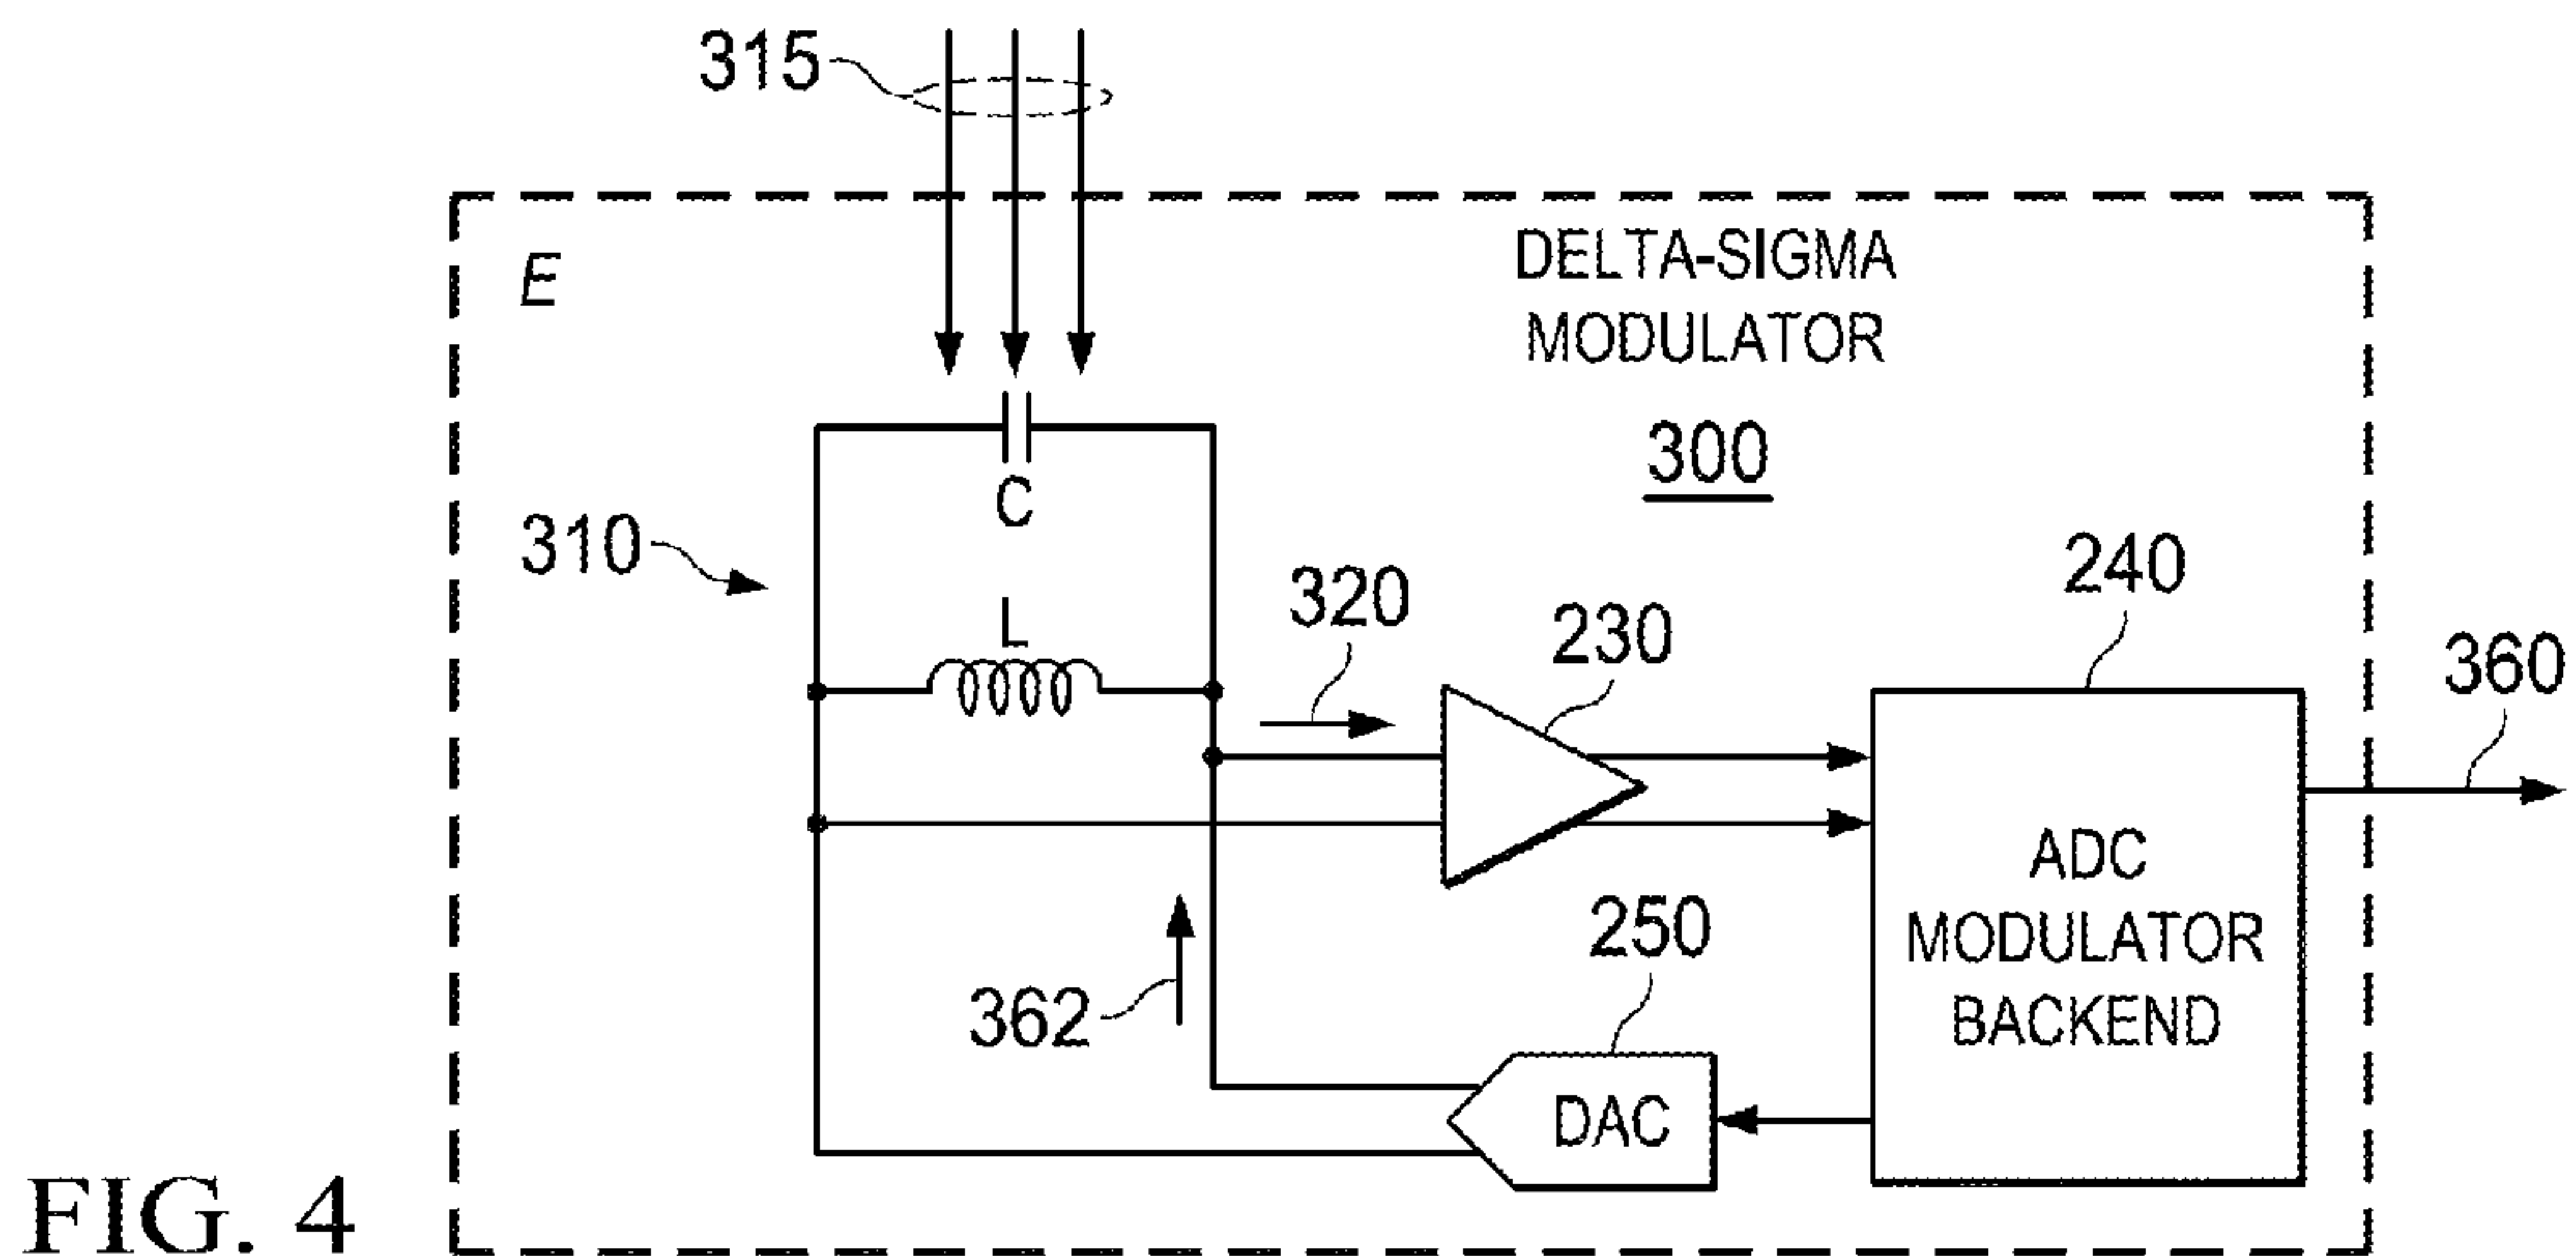 315
E
DELTA-SIGMA
MODULATOR
300
C
310
L
320
230
240
360
ADC
MODULATOR
BACKEND
250
362
DAC
FIG. 4